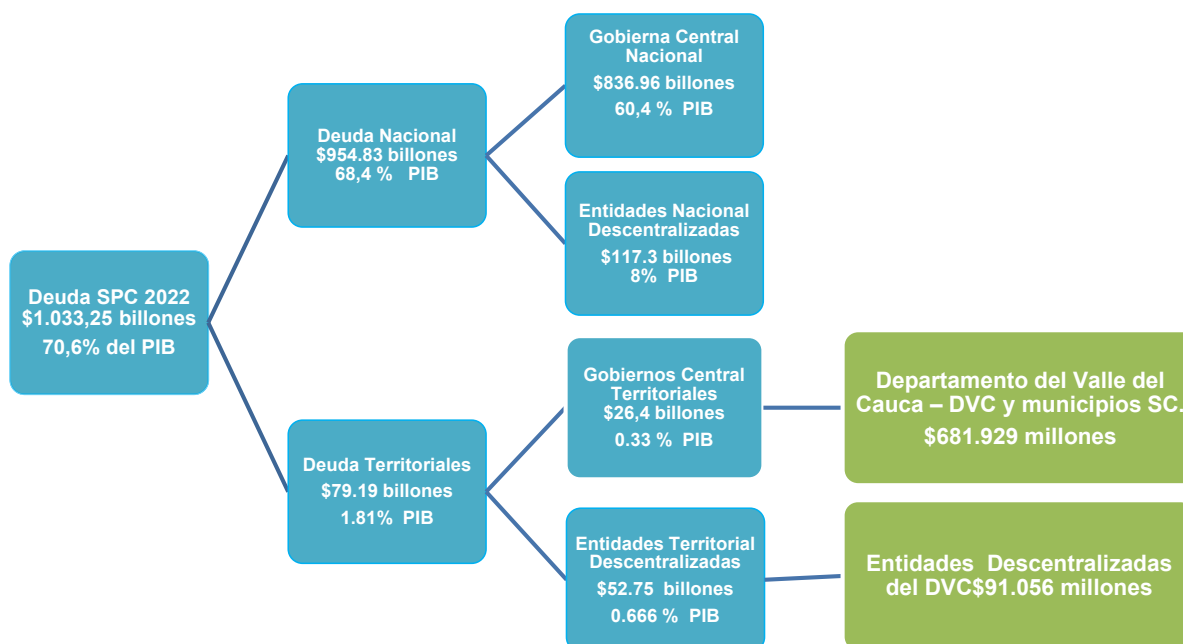 Deuda SPC 2022
$1.033,25 billones
70,6% del PIB
Deuda Nacional
$954.83 billones
68,4 % PIB
Gobierna Central
Nacional
$836.96 billones
60,4 % PIB
Entidades Nacional
Descentralizadas
$117.3 billones
8% PIB
Deuda Territoriales
$79.19 billones
1.81% PIB
Gobiernos Central
Territoriales
$26,4 billones
0.33 % PIB
Entidades Territorial
Descentralizadas
$52.75 billones
0.666 % PIB
Departamento del Valle del
Cauca – DVC y municipios SC.
$681.929 millones
Entidades Descentralizadas
del DVC$91.056 millones